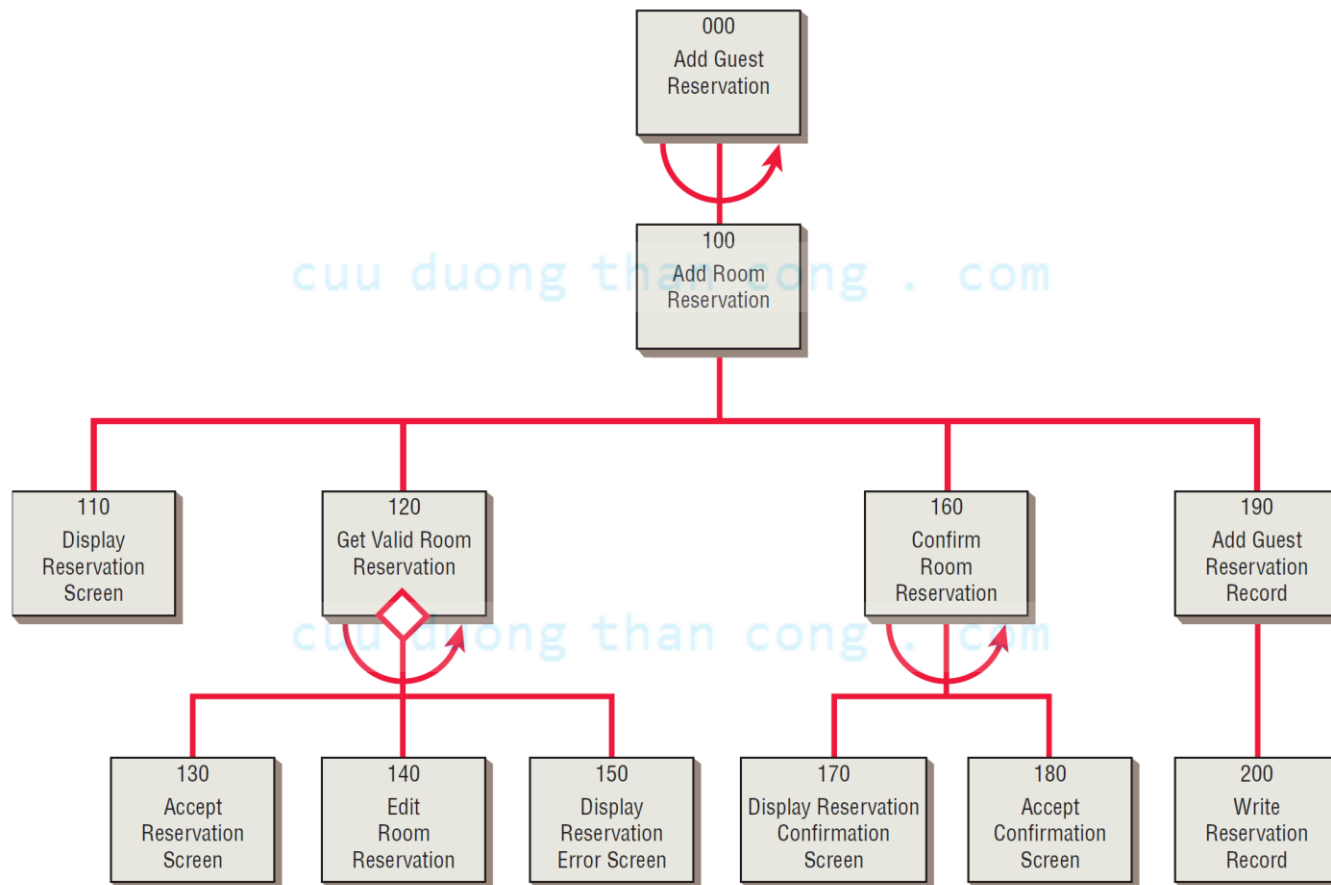 000
Add Guest
Reservation
100
Add Room
Reservation
cuu duong than cong . com
110
Display
Reservation
Screen
120
Get Valid Room
Reservation
160
Confirm
Room
Reservation
190
Add Guest
Reservation
Record
cuu duong than cong . com
130
Accept
Reservation
Screen
140
Edit
Room
Reservation
150
Display
Reservation
Error Screen
170
Display Reservation
Confirmation
Screen
180
Accept
Confirmation
Screen
200
Write
Reservation
Record